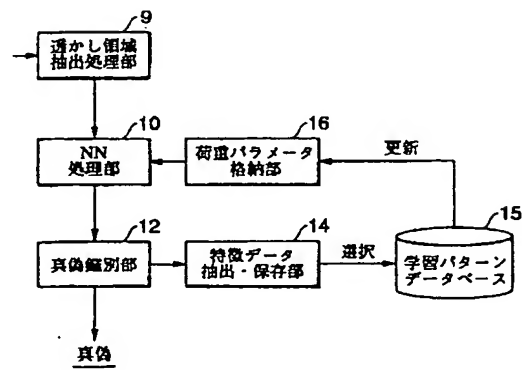 9
透かし領域
抽出処理部
10
NN
処理部
16
荷重パラメータ
格納部
更新
12
真偽鑑別部
14
特徴データ
抽出・保存部
選択
15
学習パターン
データベース
真偽